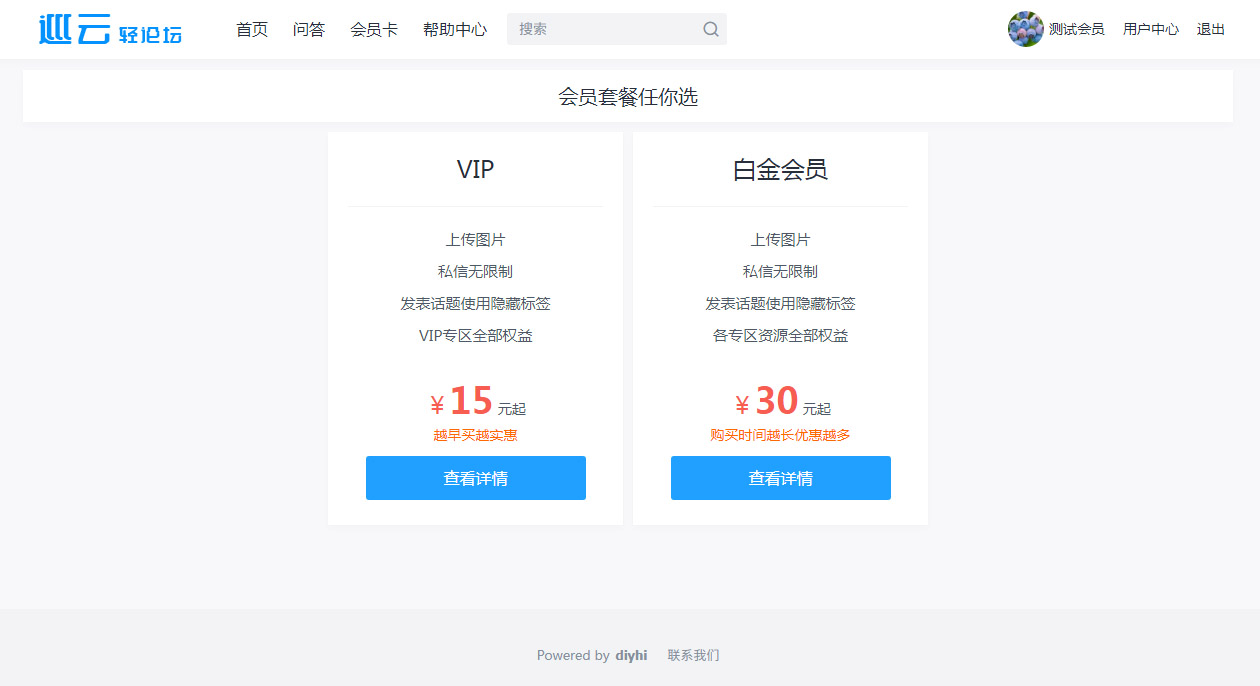 巡云 轻论坛 首页 问答 会员卡 帮助中心 搜索 测试会员 用户中心 退出
会员套餐任你选
VIP
上传图片
私信无限制
发表话题使用隐藏标签
VIP专区全部权益
¥ 15 元起
越早买越实惠
查看详情
白金会员
上传图片
私信无限制
发表话题使用隐藏标签
各专区资源全部权益
¥ 30 元起
购买时间越长优惠越多
查看详情
Powered by diyhi 联系我们